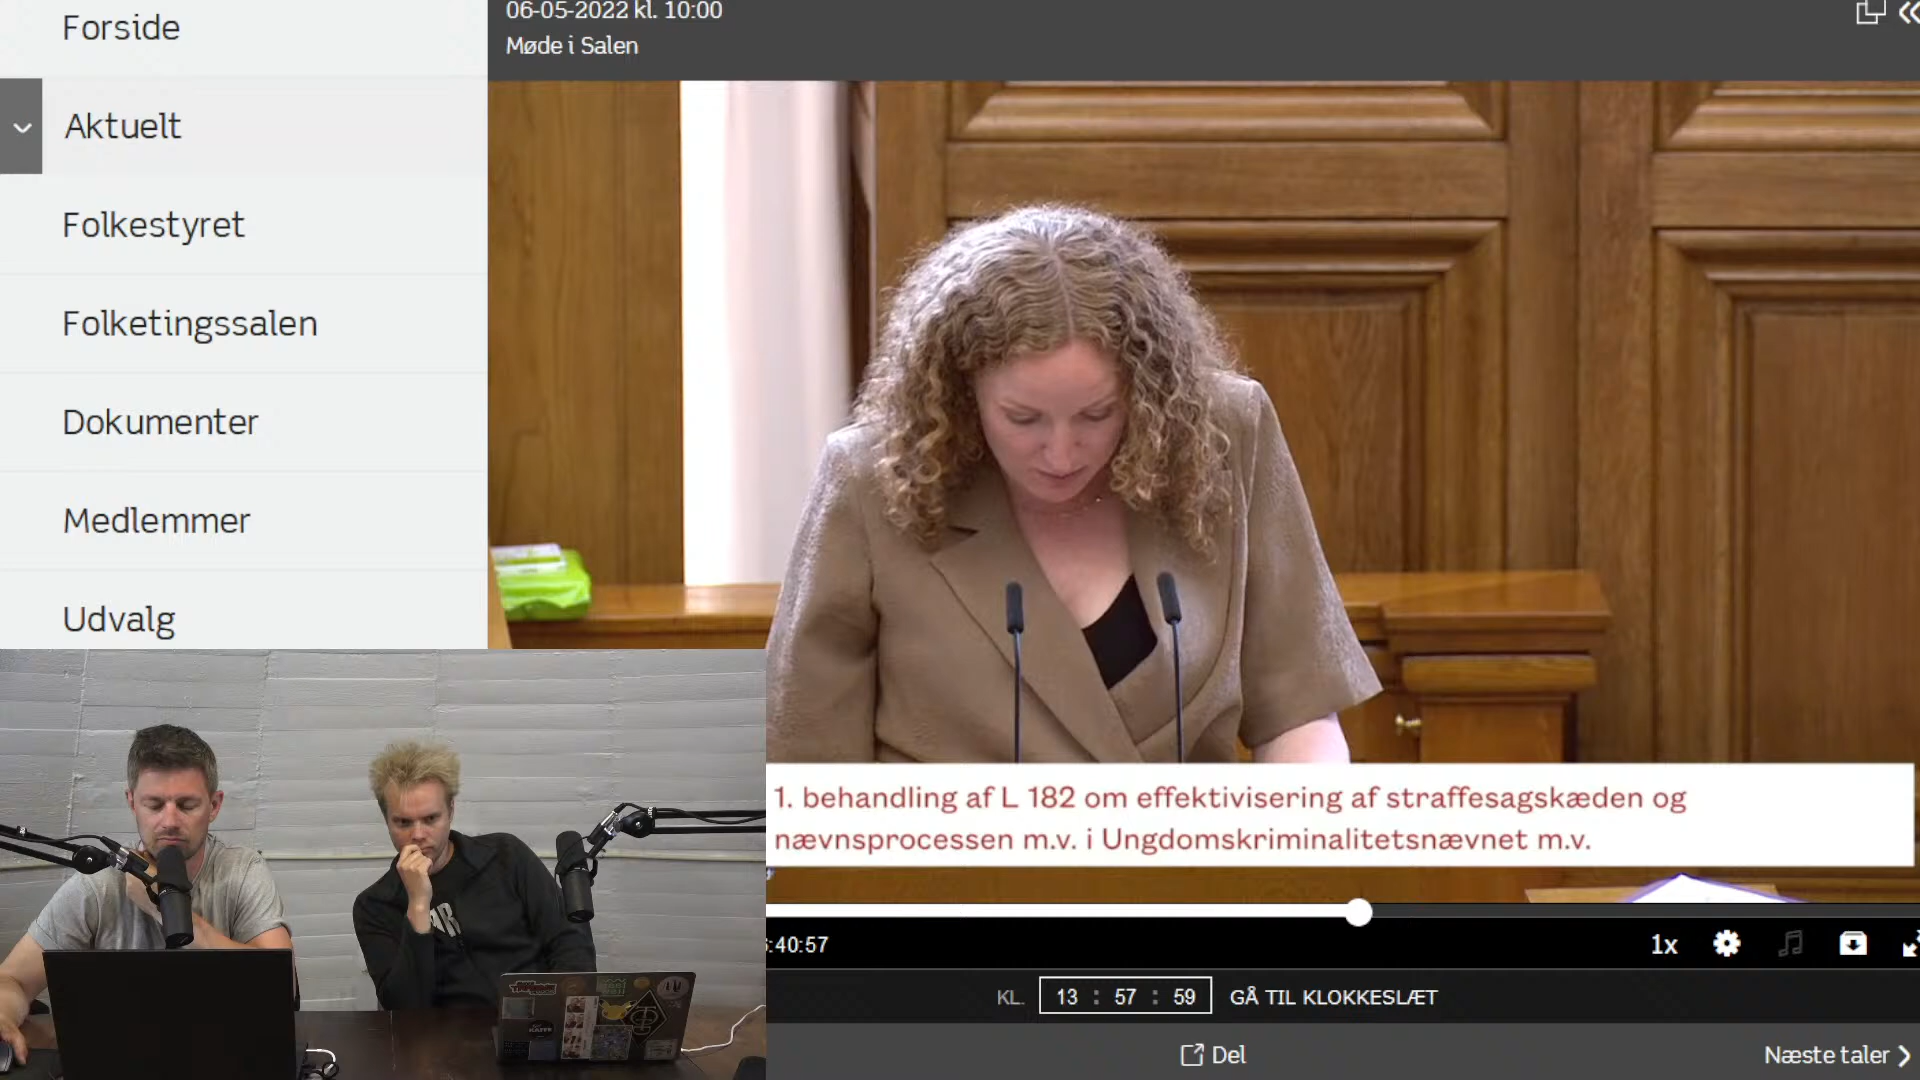 06-05-2022 kl. 10:00
Møde i Salen
Forside
Aktuelt
Folkestyret
Folketingssalen
Dokumenter
Medlemmer
Udvalg
1. behandling af L 182 om effektivisering af straffesagskæden og
nævnsprocessen m.v. i Ungdomskriminalitetsnævnet m.v.
:40:57
1x
KL. 13 : 57 : 59 GÅ TIL KLOKKESLÆT
Del
Næste taler